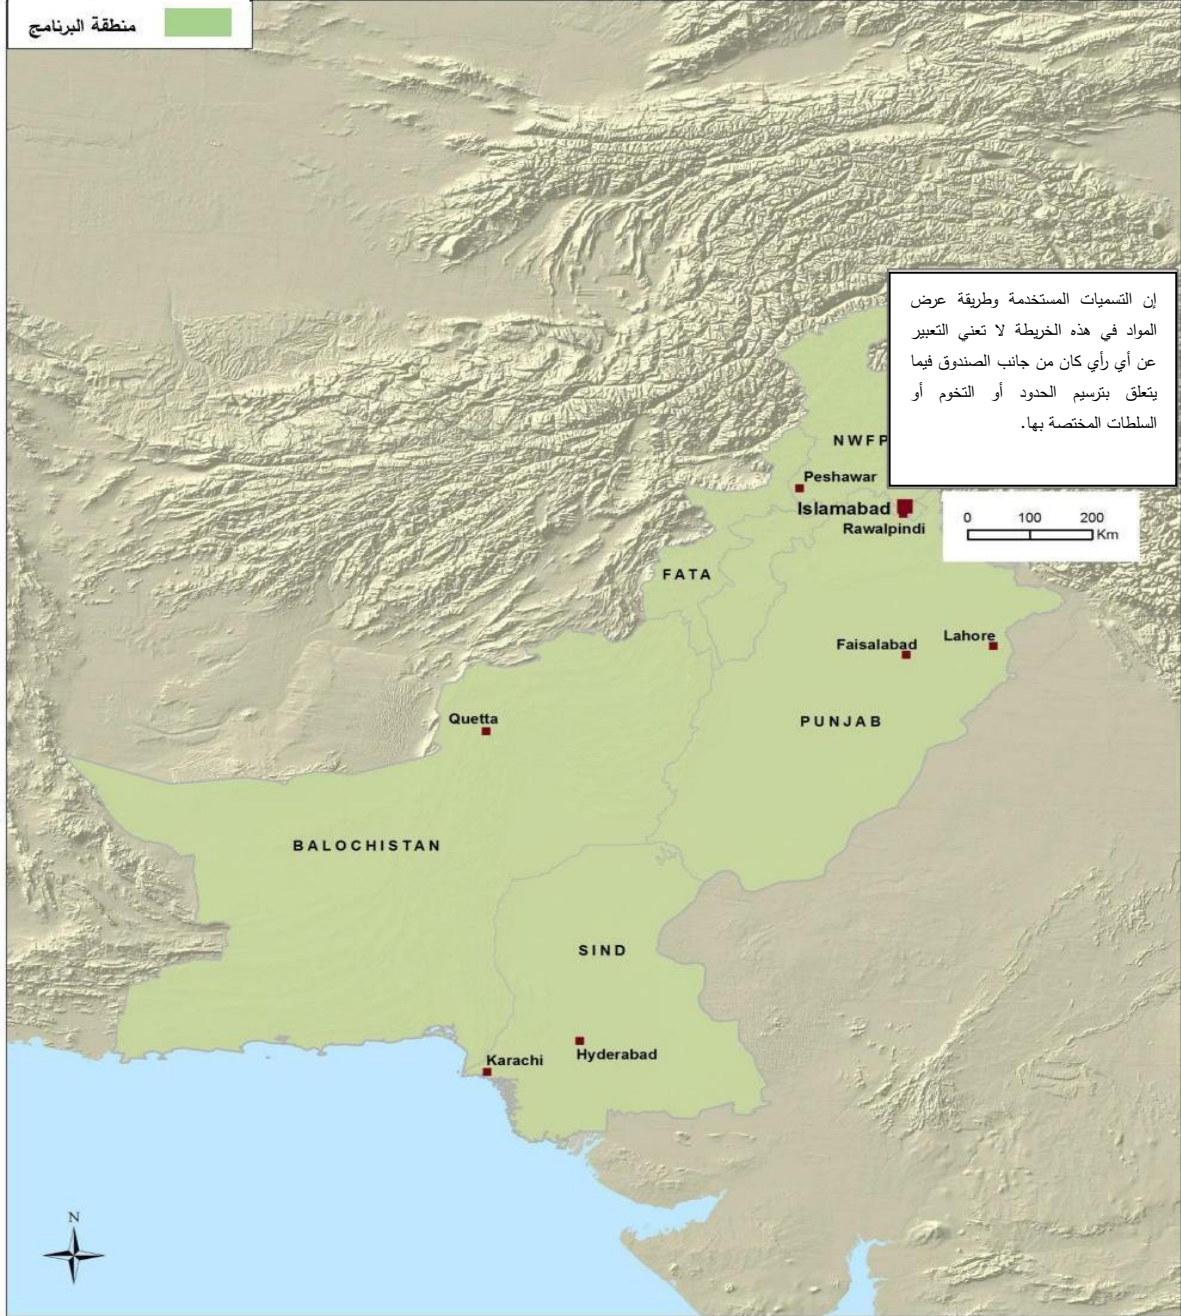 منطقة البرنامج
إن التسميات المستخدمة وطريقة عرض
المواد في هذه الخريطة لا تعني التعبير
عن أي رأي كان من جانب الصندوق فيما
يتعلق بترسيم الحدود أو التخوم أو
السلطات المختصة بها.
NWFP
Peshawar
Islamabad
Rawalpindi
0 100 200
Km
FATA
Faisalabad
Lahore
Quetta
PUNJAB
BALOCHISTAN
SIND
Karachi
Hyderabad
N